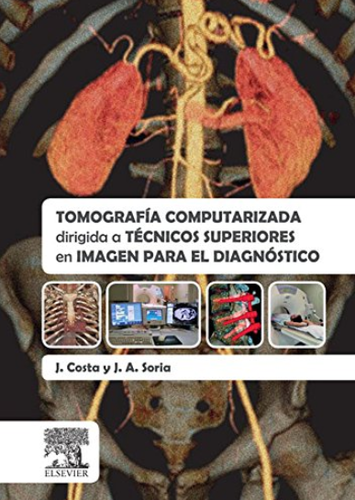 TOMOGRAFÍA COMPUTARIZADA
dirigida a TÉCNICOS SUPERIORES
en IMAGEN PARA EL DIAGNÓSTICO
J. Costa y J. A. Soria
ELSEVIER